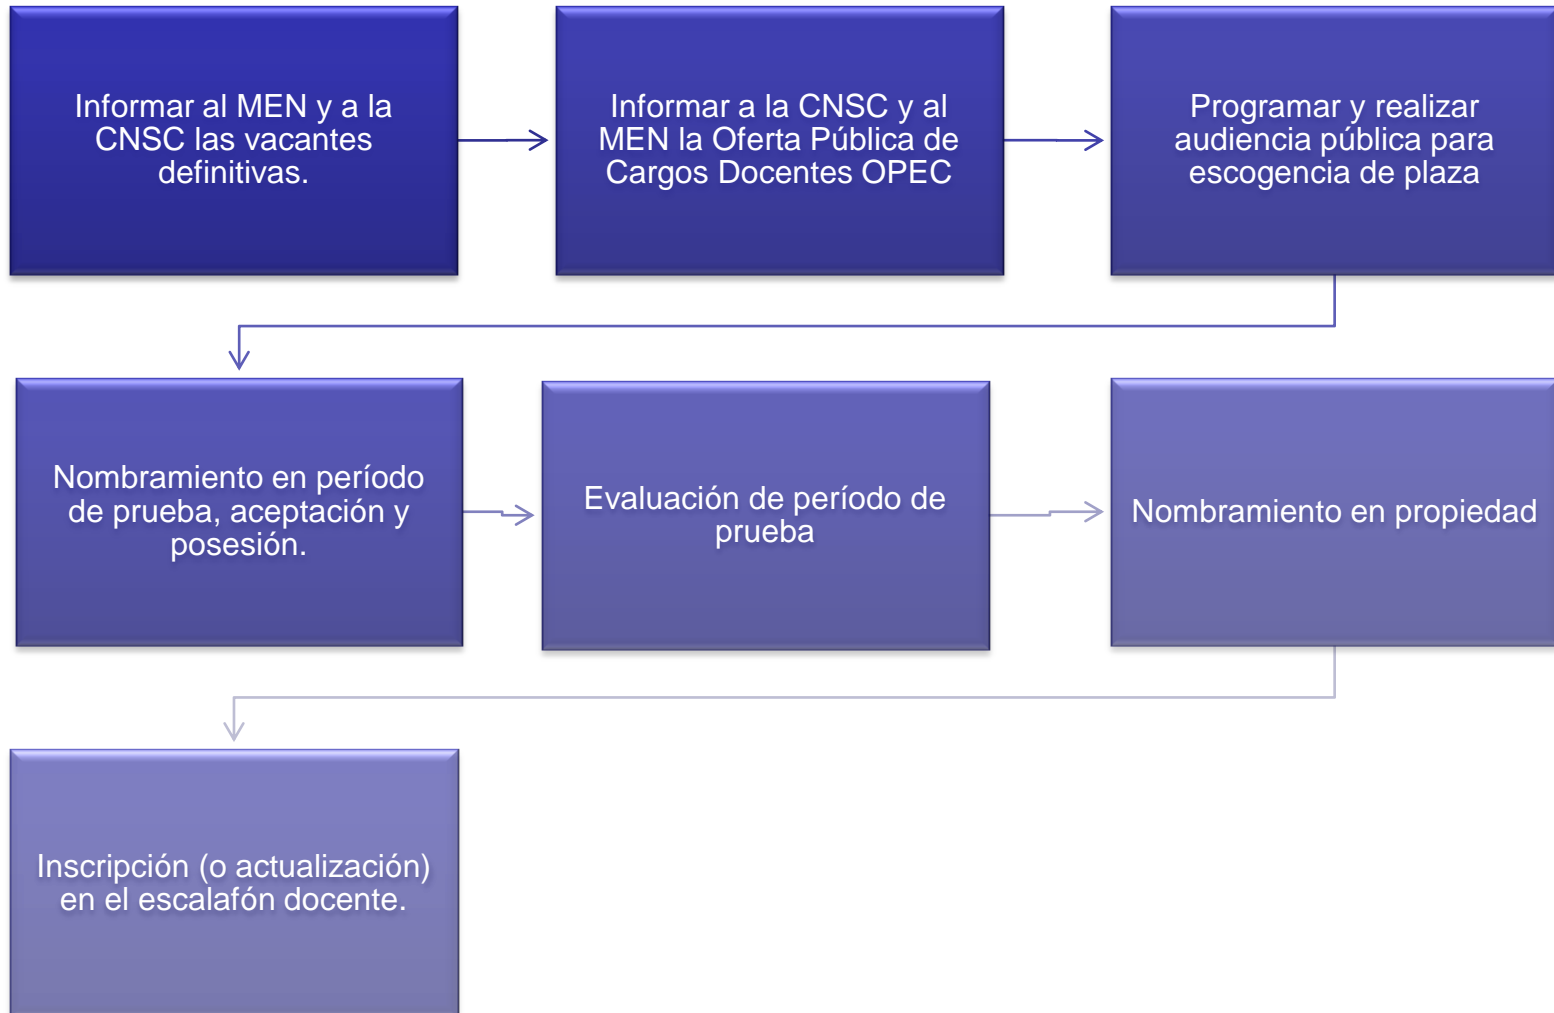 Informar al MEN y a la
CNSC las vacantes
definitivas.
Informar a la CNSC y al
MEN la Oferta Pública de
Cargos Docentes OPEC
Programar y realizar
audiencia pública para
escogencia de plaza
Nombramiento en período
de prueba, aceptación y
posesión.
Evaluación de período de
prueba
Nombramiento en propiedad
Inscripción (o actualización)
en el escalafón docente.